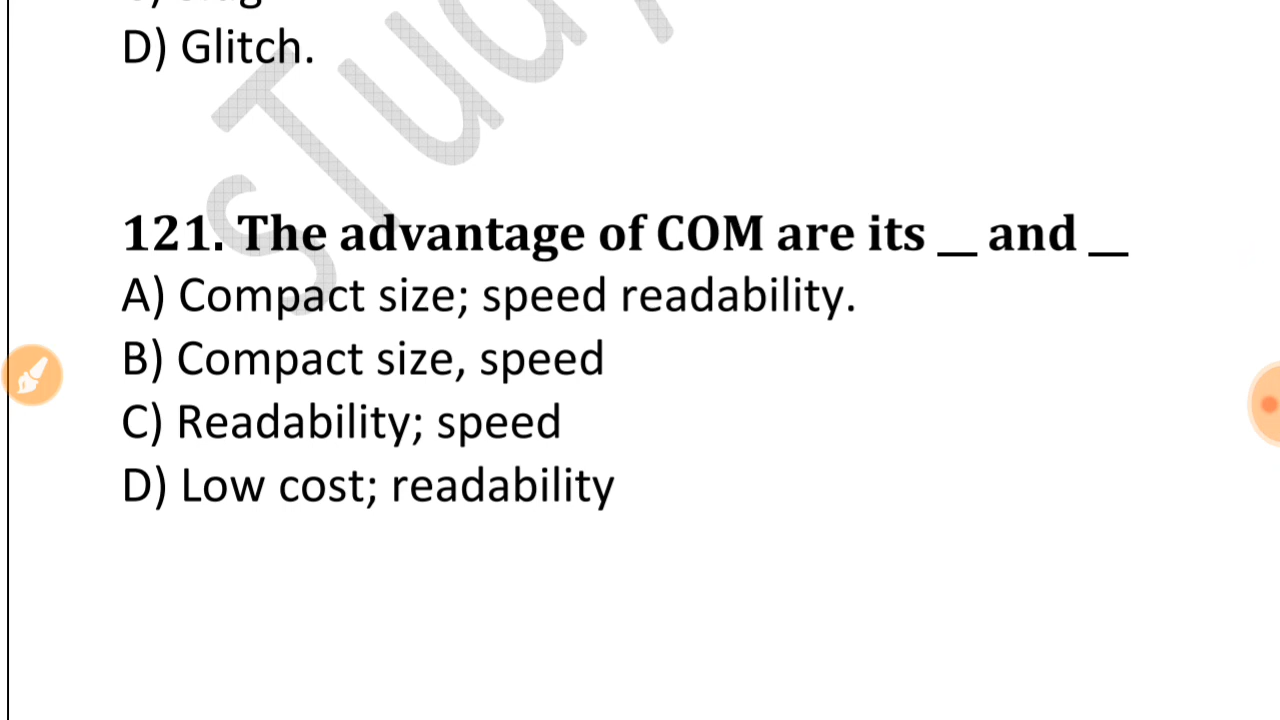 D) Glitch.
121. The advantage of COM are its __ and __
A) Compact size; speed readability.
B) Compact size, speed
C) Readability; speed
D) Low cost; readability